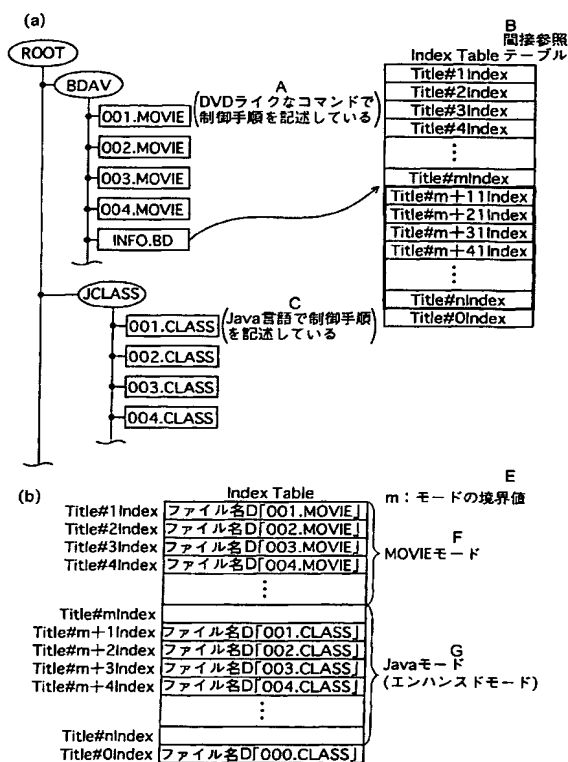 (a)
ROOT
BDAV
A
(DVDライクなコマンドで
制御手順を記述している)
001.MOVIE
002.MOVIE
003.MOVIE
004.MOVIE
INFO.BD
JCLASS
C
(Java言語で制御手順
を記述している)
001.CLASS
002.CLASS
003.CLASS
004.CLASS
B
間接参照
テーブル
Index Table
Title#1Index
Title#2Index
Title#3Index
Title#4Index
⋮
Title#mIndex
Title#m+11Index
Title#m+21Index
Title#m+31Index
Title#m+41Index
⋮
Title#nIndex
Title#0Index
(b)
Index Table
E
m:モードの境界値
Title#1Index ファイル名D「001.MOVIE」
Title#2Index ファイル名D「002.MOVIE」
Title#3Index ファイル名D「003.MOVIE」
Title#4Index ファイル名D「004.MOVIE」
⋮
F
MOVIEモード
Title#mIndex
Title#m+1Index ファイル名D「001.CLASS」
Title#m+2Index ファイル名D「002.CLASS」
Title#m+3Index ファイル名D「003.CLASS」
Title#m+4Index ファイル名D「004.CLASS」
⋮
G
Javaモード
(エンハンスドモード)
Title#nIndex
Title#0Index ファイル名D「000.CLASS」